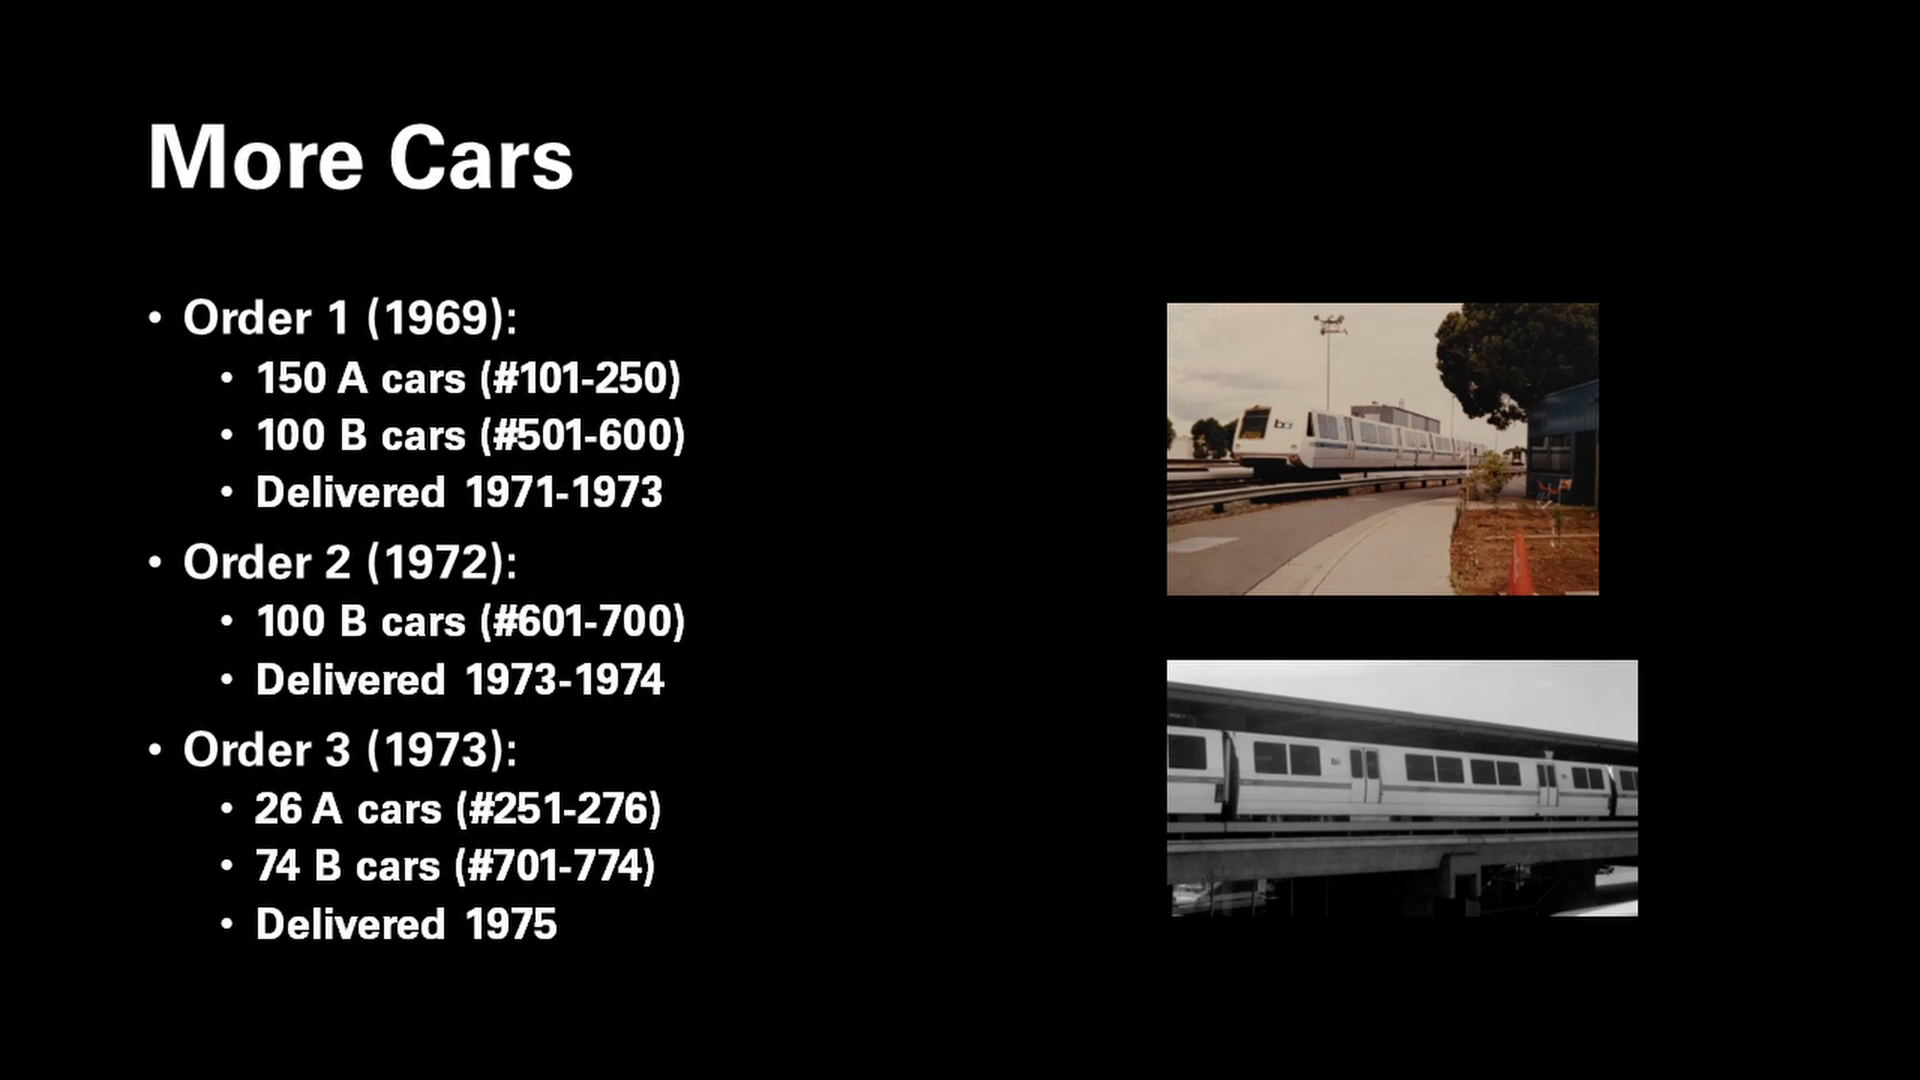 More Cars
• Order 1 (1969):
• 150 A cars (#101-250)
• 100 B cars (#501-600)
• Delivered 1971-1973
• Order 2 (1972):
• 100 B cars (#601-700)
• Delivered 1973-1974
• Order 3 (1973):
• 26 A cars (#251-276)
• 74 B cars (#701-774)
• Delivered 1975